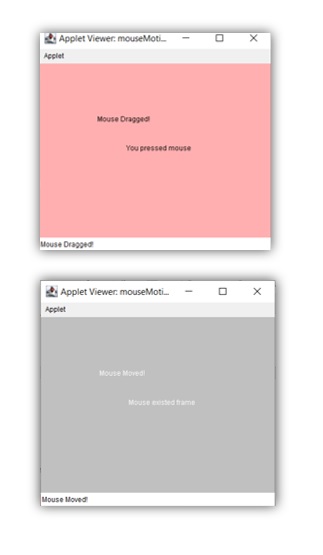 Applet Viewer: mouseMoti...
Applet
Mouse Dragged!
You pressed mouse
Mouse Dragged!
Applet Viewer: mouseMoti...
Applet
Mouse Moved!
Mouse existed frame
Mouse Moved!